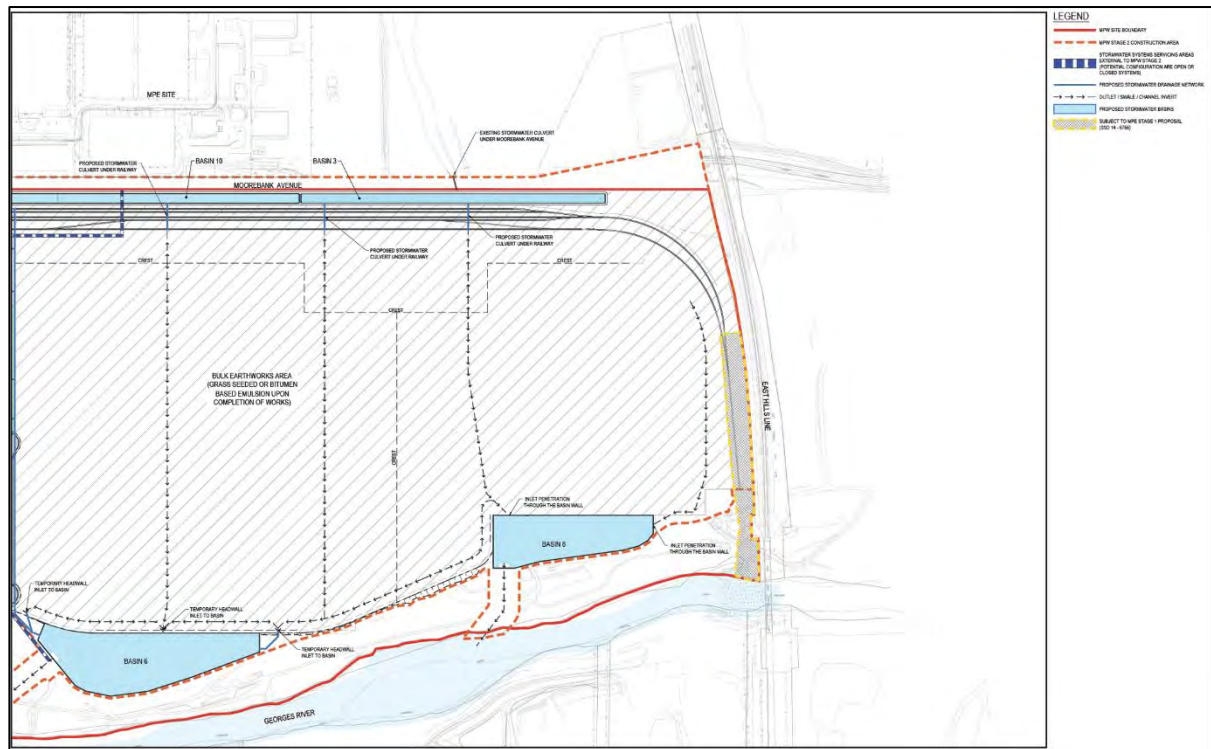 LEGEND
MPW SITE BOUNDARY
MPW STAGE 2 CONSTRUCTION AREA
STORMWATER SYSTEMS SERVICING AREAS
EXTERNAL TO MPW STAGE 2
(POTENTIAL CONFIGURATION ARE OPEN OR
CLOSED SYSTEMS)
PROPOSED STORMWATER DRAINAGE NETWORK
OUTLET / SWALE / CHANNEL INVERT
PROPOSED STORMWATER BASINS
SUBJECT TO MPE STAGE 1 PROPOSAL
(SSD 14 - 6766)
MPE SITE
EXISTING STORMWATER CULVERT
UNDER MOOREBANK AVENUE
PROPOSED STORMWATER
CULVERT UNDER RAILWAY
BASIN 10
BASIN 3
MOOREBANK AVENUE
PROPOSED STORMWATER
CULVERT UNDER RAILWAY
PROPOSED STORMWATER
CULVERT UNDER RAILWAY
CREST
CREST
CREST
BULK EARTHWORKS AREA
(GRASS SEEDED OR BITUMEN
BASED EMULSION UPON
COMPLETION OF WORKS)
CREST
EAST HILLS LINE
INLET PENETRATION
THROUGH THE BASIN WALL
BASIN 8
INLET PENETRATION
THROUGH THE BASIN WALL
TEMPORARY HEADWALL
INLET TO BASIN
TEMPORARY HEADWALL
INLET TO BASIN
TEMPORARY HEADWALL
INLET TO BASIN
BASIN 6
GEORGES RIVER